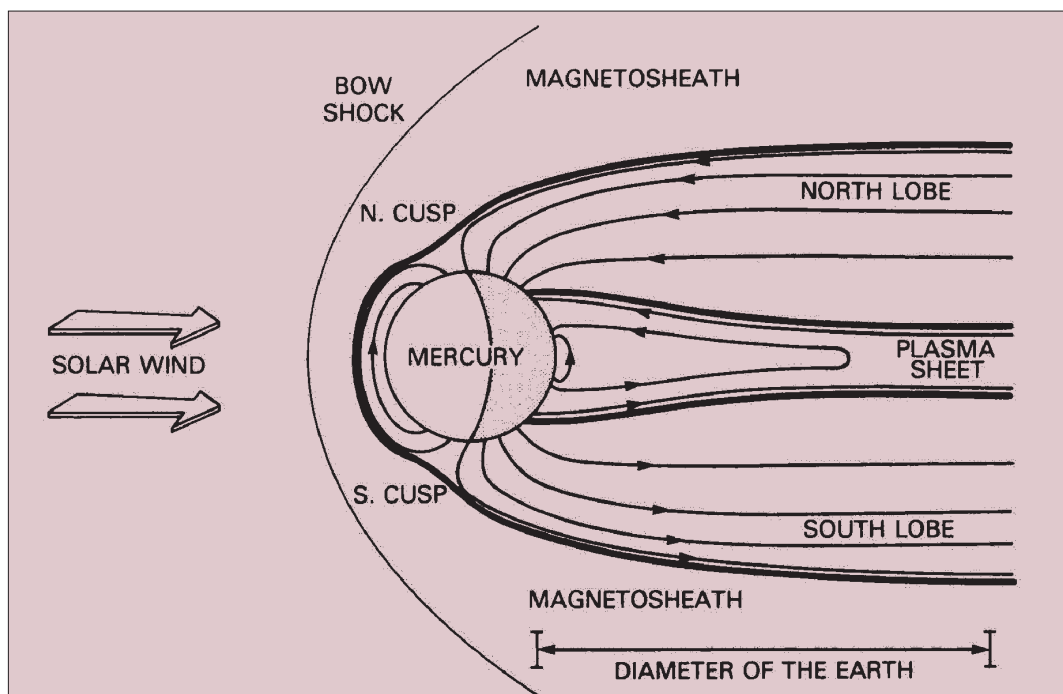 BOW
SHOCK
MAGNETOSHEATH
NORTH LOBE
N. CUSP
SOLAR WIND
MERCURY
PLASMA
SHEET
S. CUSP
SOUTH LOBE
MAGNETOSHEATH
DIAMETER OF THE EARTH